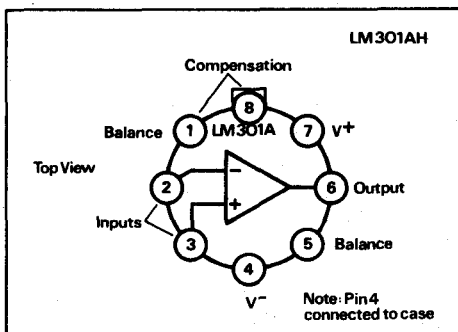 LM301AH
Compensation
8
1 LM301A 7 V+
Balance
Top View
2 − 6 Output
Inputs
+
3 5 Balance
4
V−
Note: Pin 4
connected to case